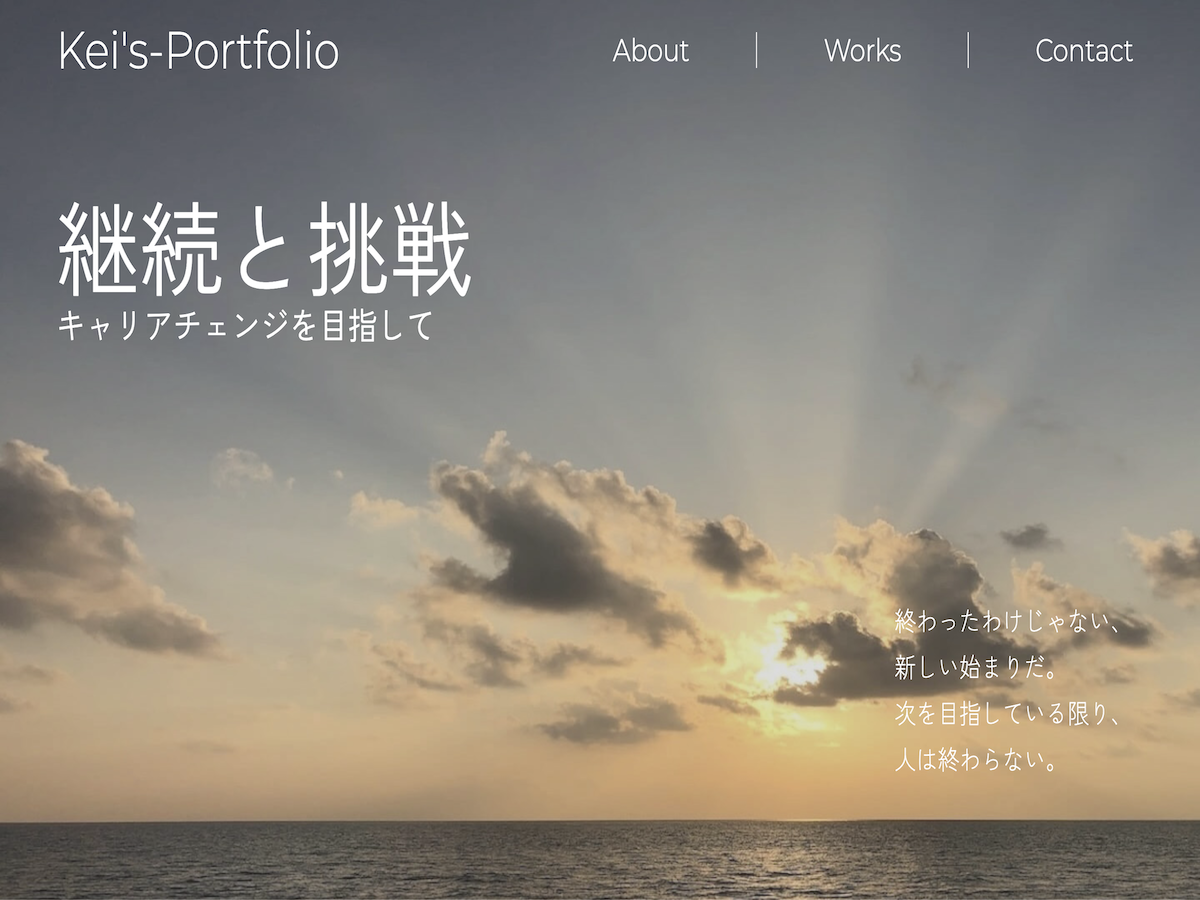 Kei's-Portfolio
About
Works
Contact
継続と挑戦
キャリアチェンジを目指して
終わったわけじゃない、
新しい始まりだ。
次を目指している限り、
人は終わらない。